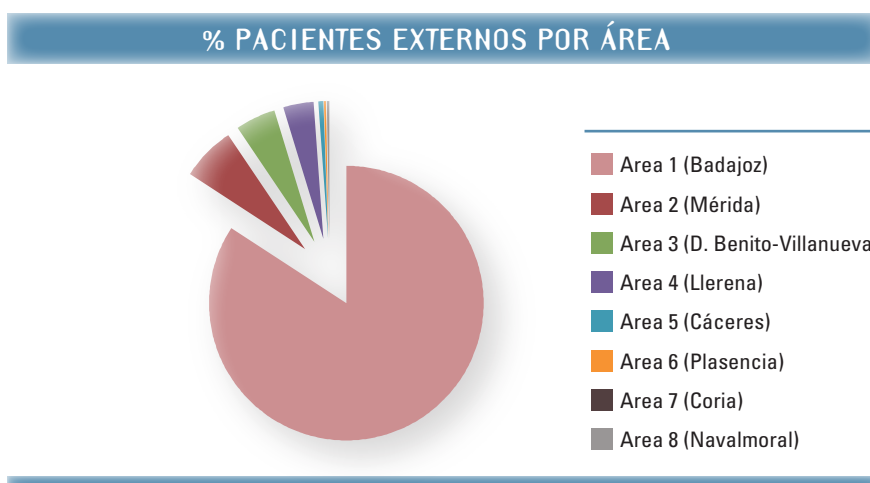 % PACIENTES EXTERNOS POR ÁREA
Area 1 (Badajoz)
Area 2 (Mérida)
Area 3 (D. Benito-Villanueva
Area 4 (Llerena)
Area 5 (Cáceres)
Area 6 (Plasencia)
Area 7 (Coria)
Area 8 (Navalmoral)